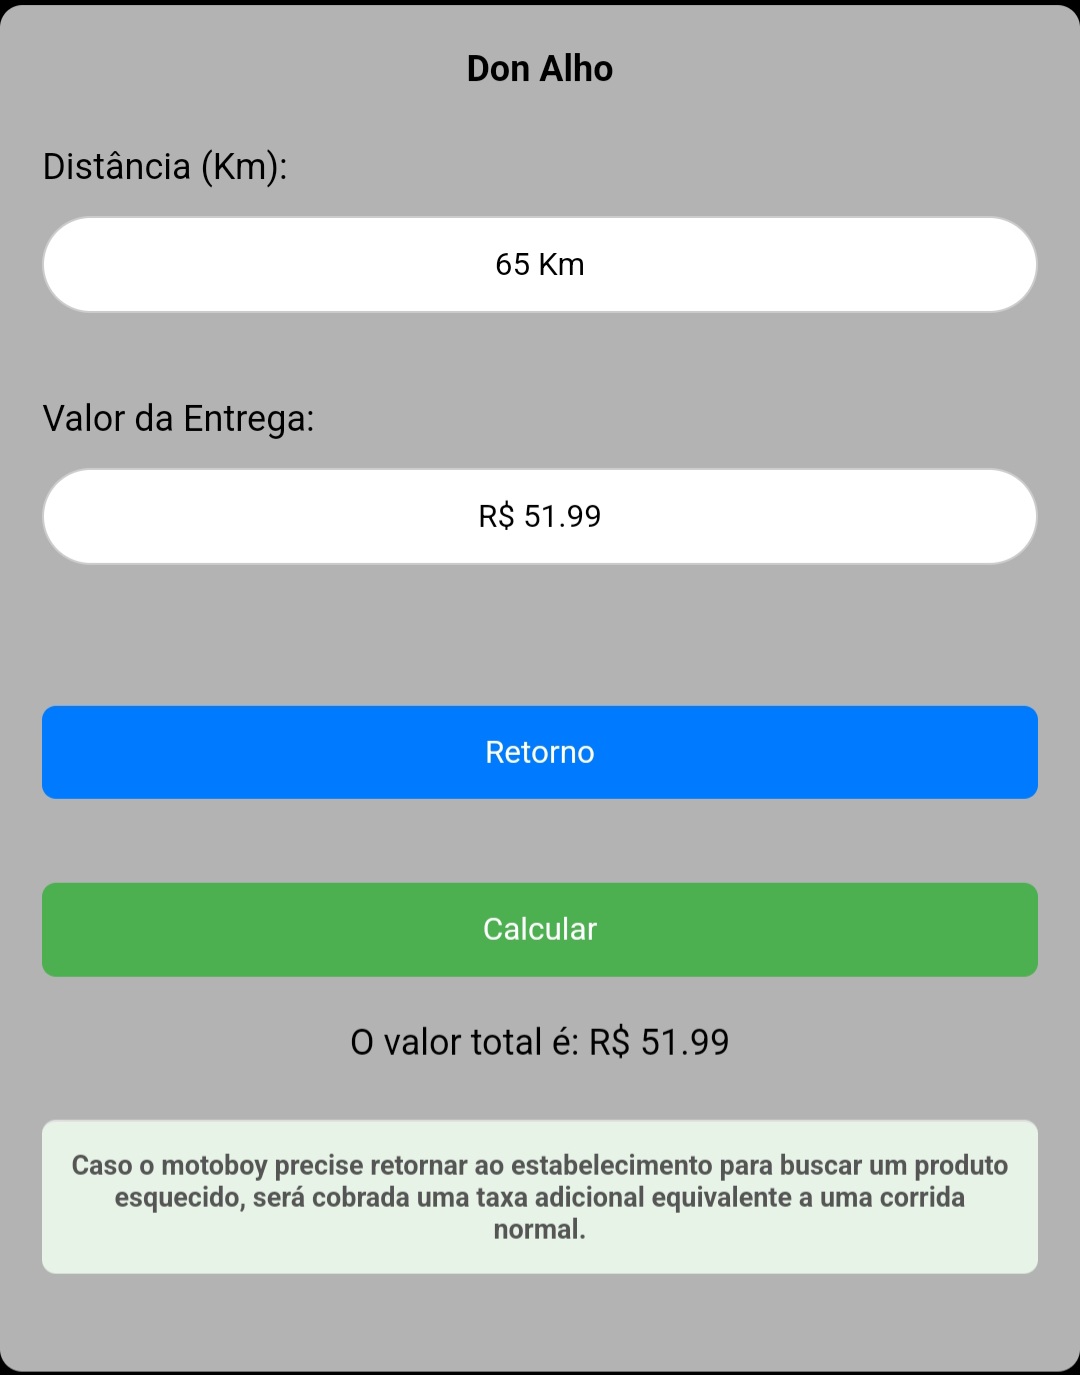 Don Alho
Distância (Km):
65 Km
Valor da Entrega:
R$ 51.99
Retorno
Calcular
O valor total é: R$ 51.99
Caso o motoboy precise retornar ao estabelecimento para buscar um produto
esquecido, será cobrada uma taxa adicional equivalente a uma corrida
normal.